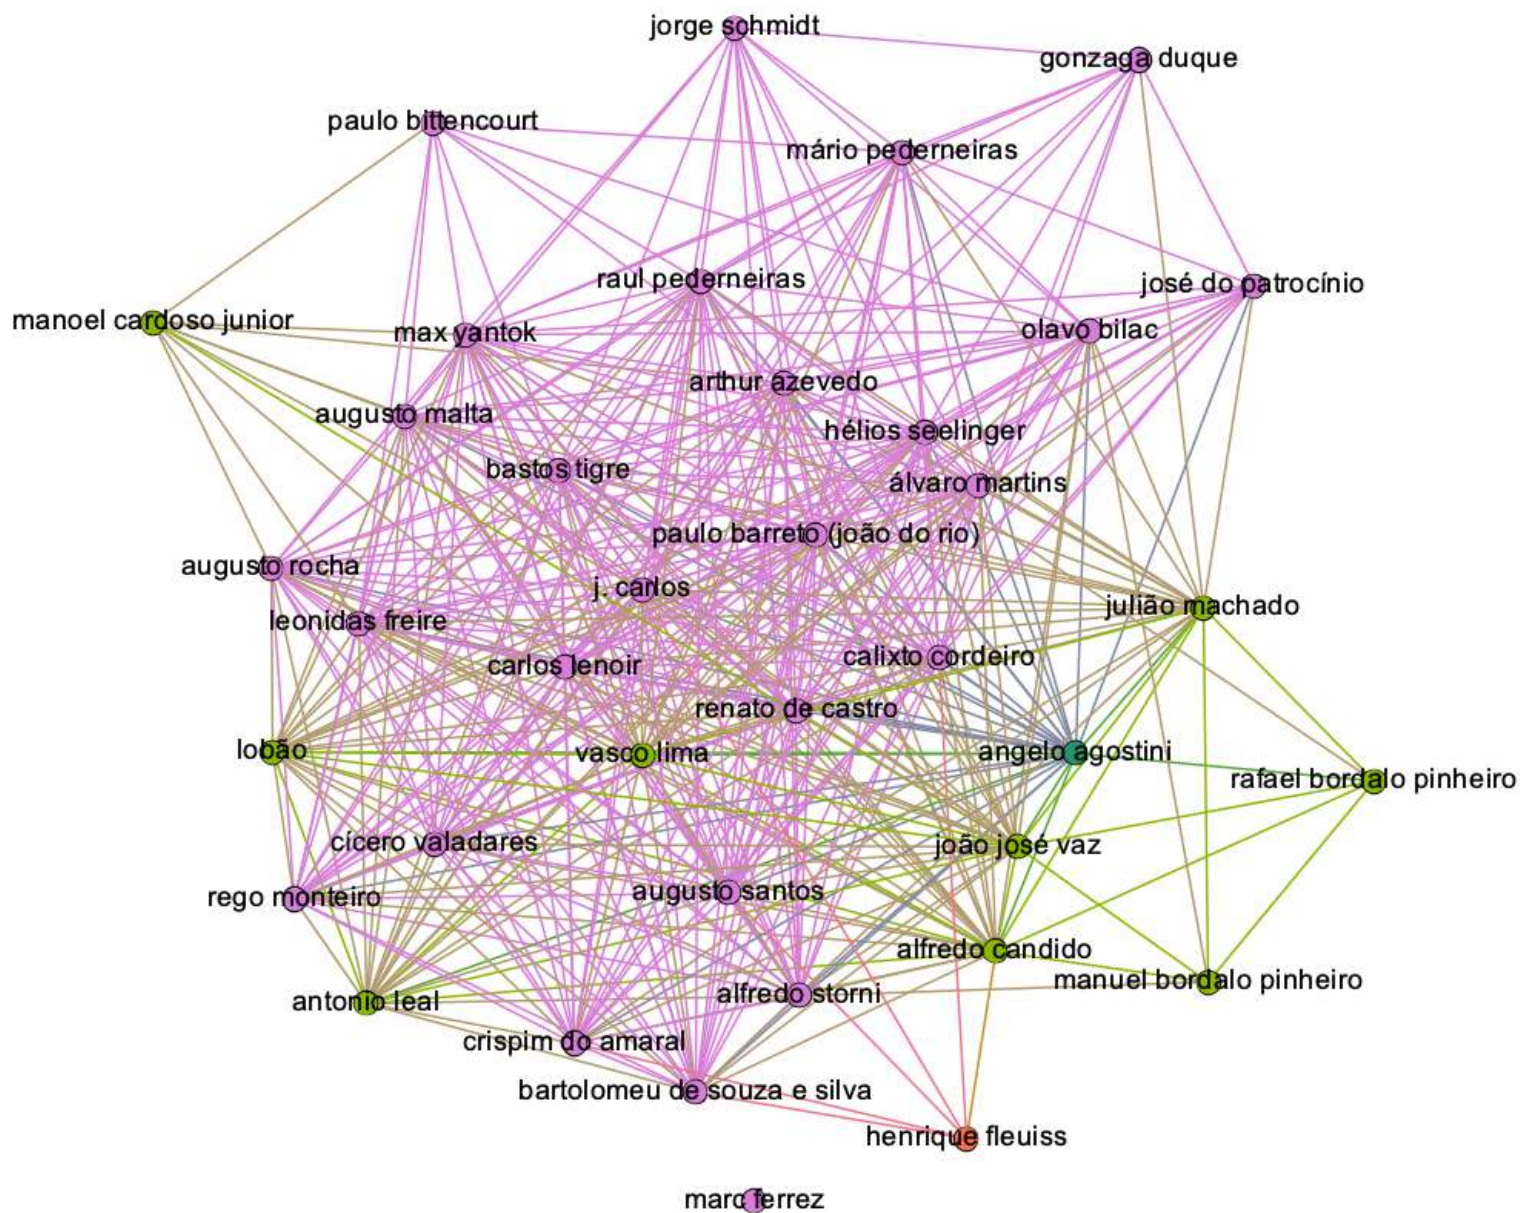 jorge schmidt
gonzaga duque
paulo bittencourt
mário pederneiras
raul pederneiras
josé do patrocínio
manoel cardoso junior
max yantok
olavo bilac
arthur azevedo
augusto malta
hélios seelinger
bastos tigre
álvaro martins
paulo barreto (joão do rio)
augusto rocha
j. carlos
julião machado
leonidas freire
carlos lenoir
calixto cordeiro
renato de castro
lobão
vasco lima
angelo agostini
rafael bordalo pinheiro
cícero valadares
joão josé vaz
rego monteiro
augusto santos
alfredo candido
manuel bordalo pinheiro
antonio leal
alfredo storni
crispim do amaral
bartolomeu de souza e silva
henrique fleuiss
marc ferrez